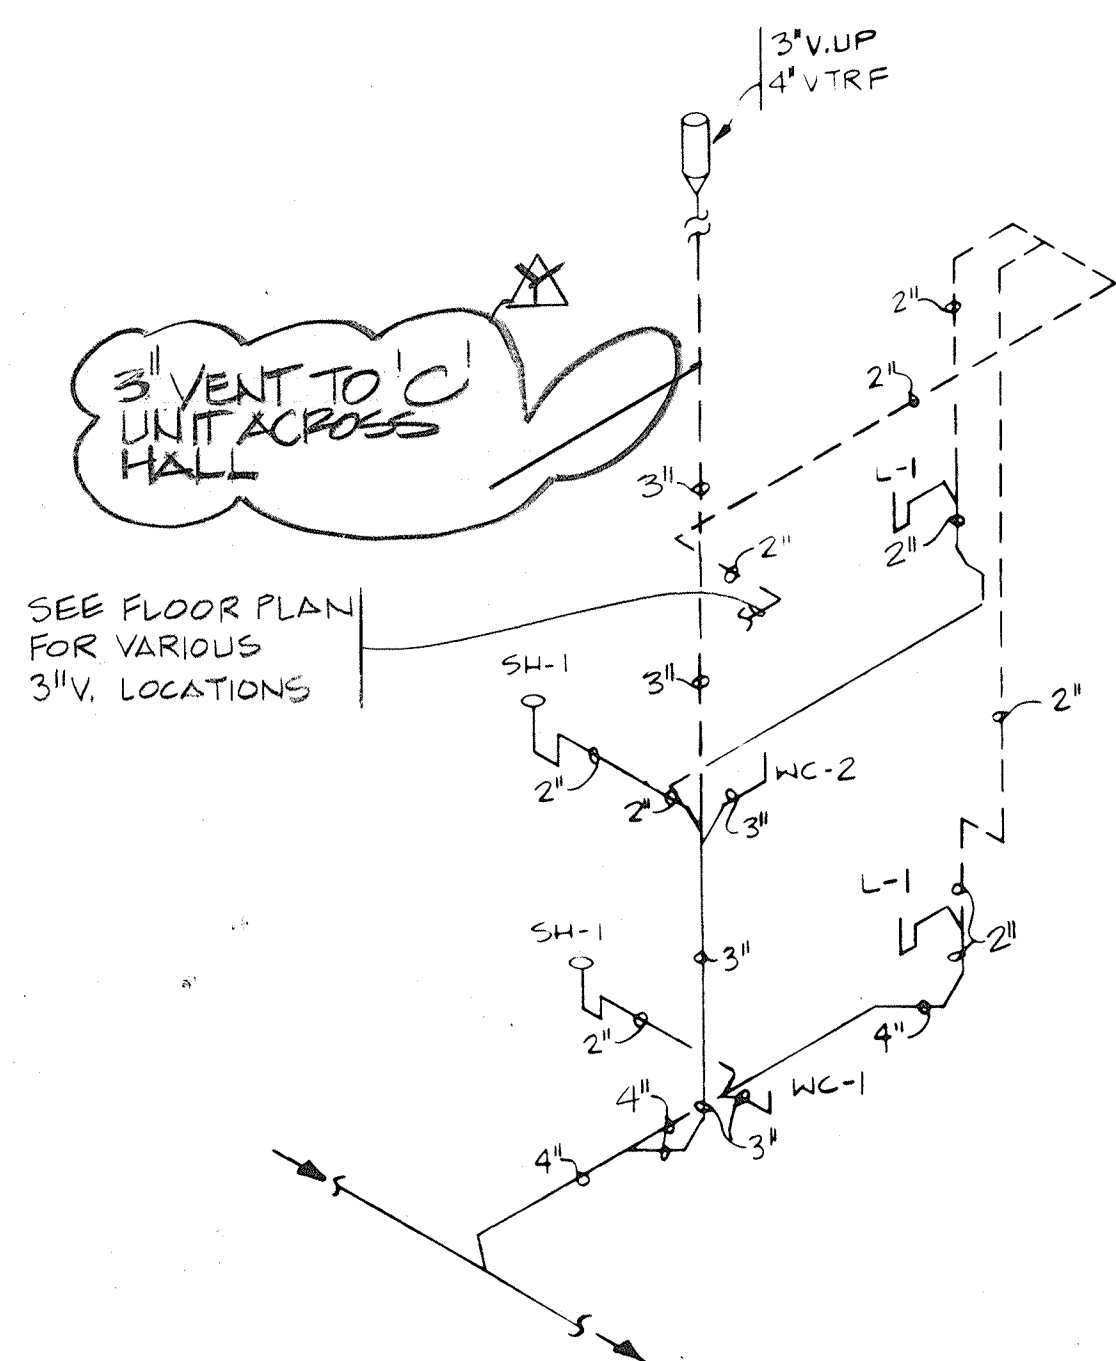 3" V. UP
4" VTRF
3" VENT TO 'C'
UNIT ACROSS
HALL
2"
2"
L-1
3"
2"
2"
SEE FLOOR PLAN
FOR VARIOUS
3" V. LOCATIONS
SH-1
3"
2"
WC-2
2"
2"
3"
L-1
SH-1
3"
2"
2"
4"
WC-1
4"
3"
4"